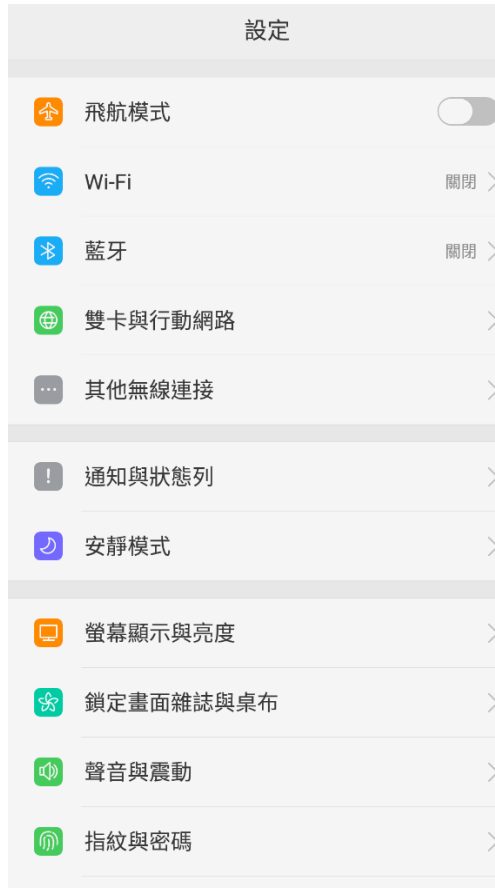 設定
飛航模式
Wi-Fi 關閉
藍牙 關閉
雙卡與行動網路
其他無線連接
通知與狀態列
安靜模式
螢幕顯示與亮度
鎖定畫面雜誌與桌布
聲音與震動
指紋與密碼